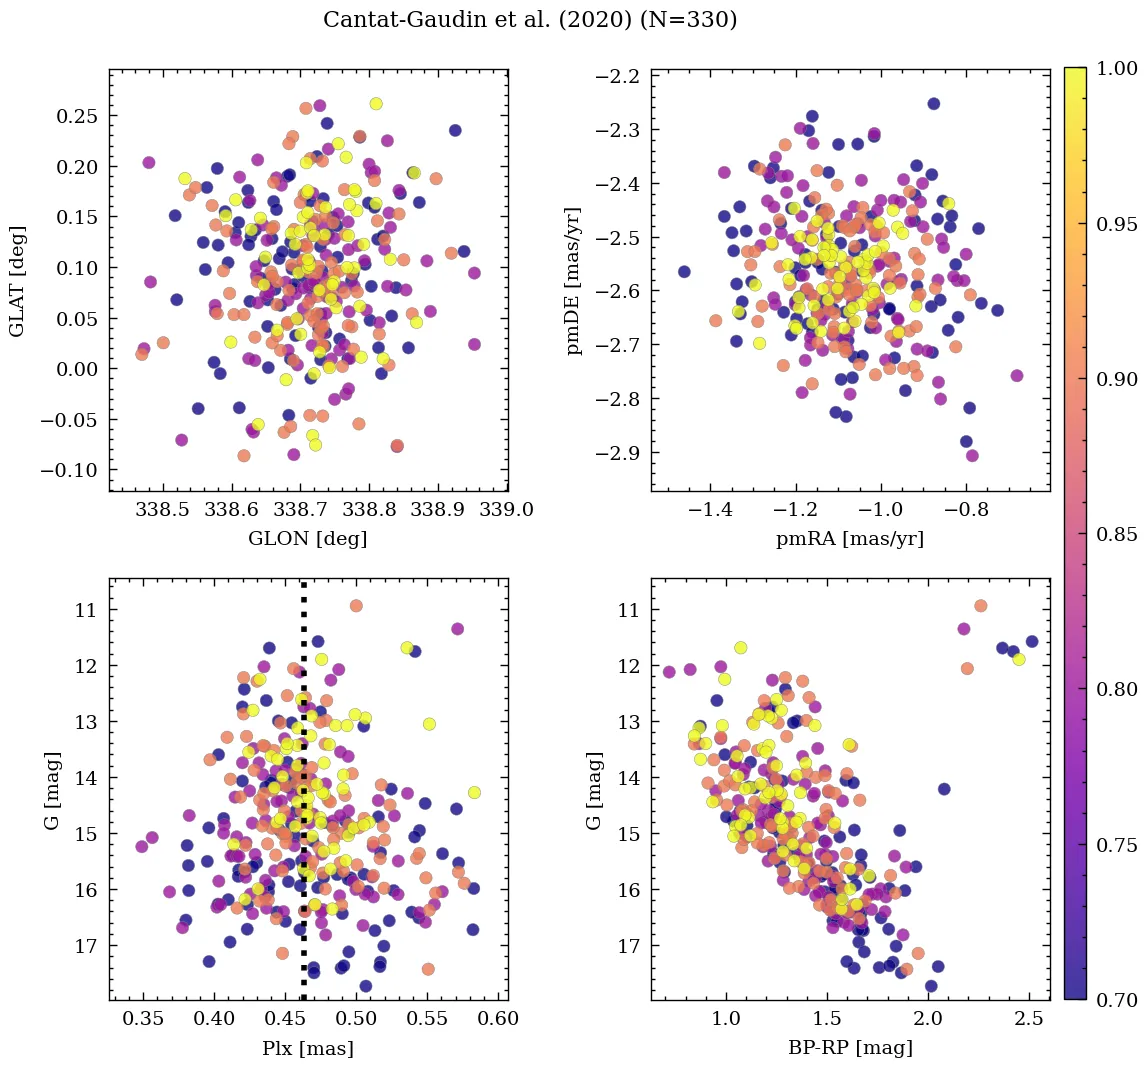 Cantat-Gaudin et al. (2020) (N=330)
0.25
0.20
0.15
0.10
0.05
0.00
−0.05
−0.10
GLAT [deg]
338.5 338.6 338.7 338.8 338.9 339.0
GLON [deg]
−2.2
−2.3
−2.4
−2.5
−2.6
−2.7
−2.8
−2.9
pmDE [mas/yr]
−1.4 −1.2 −1.0 −0.8
pmRA [mas/yr]
11
12
13
14
15
16
17
G [mag]
0.35 0.40 0.45 0.50 0.55 0.60
Plx [mas]
11
12
13
14
15
16
17
G [mag]
1.0 1.5 2.0 2.5
BP-RP [mag]
1.00
0.95
0.90
0.85
0.80
0.75
0.70